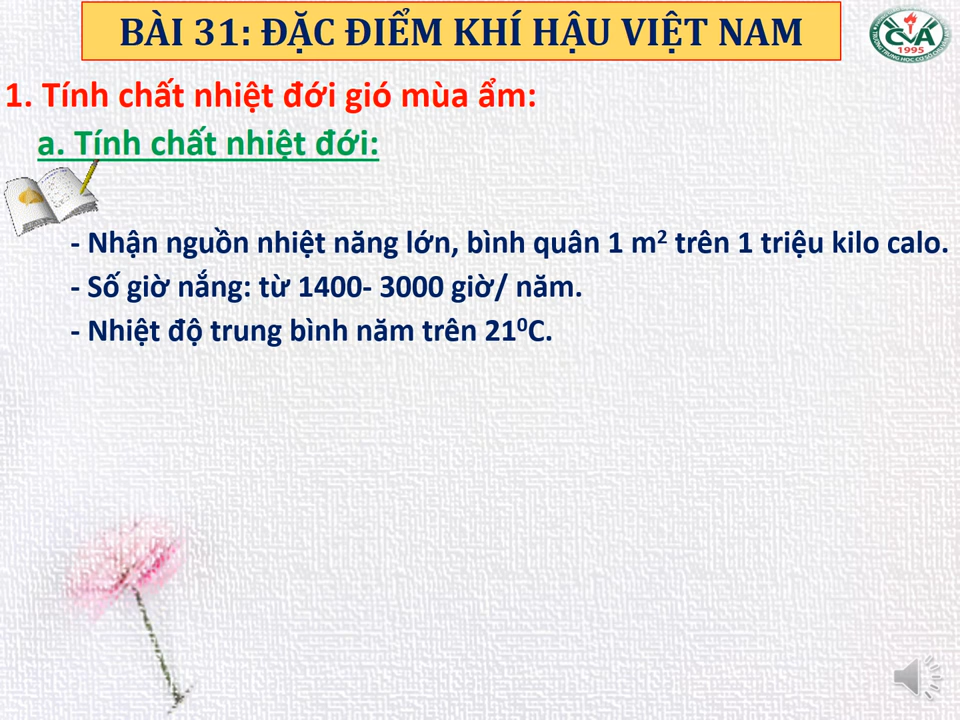 BÀI 31: ĐẶC ĐIỂM KHÍ HẬU VIỆT NAM
CVA
1995
1. Tính chất nhiệt đới gió mùa ẩm:
a. Tính chất nhiệt đới:
- Nhận nguồn nhiệt năng lớn, bình quân 1 m² trên 1 triệu kilo calo.
- Số giờ nắng: từ 1400- 3000 giờ/ năm.
- Nhiệt độ trung bình năm trên 21⁰C.